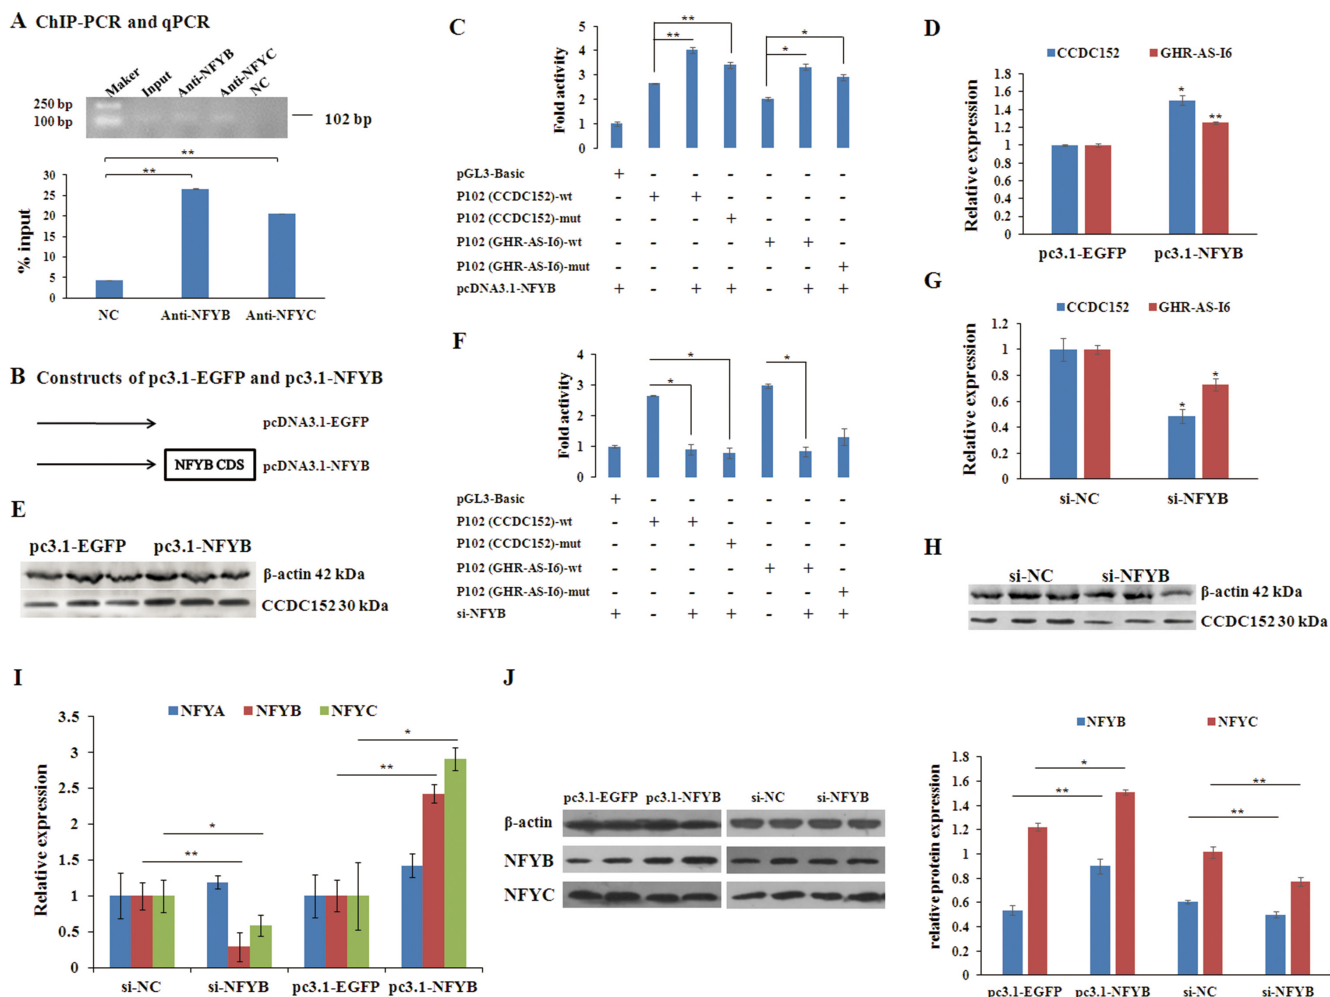 A ChIP-PCR and qPCR
Maker Input Anti-NFYB Anti-NFYC NC
250 bp
100 bp
102 bp
** 
**
30
25
20
15
10
5
0
% input
NC Anti-NFYB Anti-NFYC
B Constructs of pc3.1-EGFP and pc3.1-NFYB
pcDNA3.1-EGFP
NFYB CDS pcDNA3.1-NFYB
E
pc3.1-EGFP pc3.1-NFYB
β-actin 42 kDa
CCDC152 30 kDa
C
Fold activity
5
4
3
2
1
0
**
**
*
*
pGL3-Basic + - - - - - -
P102 (CCDC152)-wt - + + - - - -
P102 (CCDC152)-mut - - - + - - -
P102 (GHR-AS-I6)-wt - - - - + + -
P102 (GHR-AS-I6)-mut - - - - - - +
pcDNA3.1-NFYB + - + + - + +
F
Fold activity
4
3
2
1
0
*
*
*
pGL3-Basic + - - - - - -
P102 (CCDC152)-wt - + + - - - -
P102 (CCDC152)-mut - - - + - - -
P102 (GHR-AS-I6)-wt - - - - + + -
P102 (GHR-AS-I6)-mut - - - - - - +
si-NFYB + - + + - + +
D
CCDC152 GHR-AS-I6
Relative expression
1.8
1.6
1.4
1.2
1
0.8
0.6
0.4
0.2
0
*
**
pc3.1-EGFP pc3.1-NFYB
G
CCDC152 GHR-AS-I6
Relative expression
1.2
1
0.8
0.6
0.4
0.2
0
*
*
si-NC si-NFYB
H
si-NC si-NFYB
β-actin 42 kDa
CCDC152 30 kDa
I
NFYA NFYB NFYC
Relative expression
3.5
3
2.5
2
1.5
1
0.5
0
*
**
*
**
si-NC si-NFYB pc3.1-EGFP pc3.1-NFYB
J
pc3.1-EGFP pc3.1-NFYB si-NC si-NFYB
β-actin
NFYB
NFYC
NFYB NFYC
relative protein expression
1.8
1.6
1.4
1.2
1
0.8
0.6
0.4
0.2
0
*
**
**
**
pc3.1-EGFP pc3.1-NFYB si-NC si-NFYB